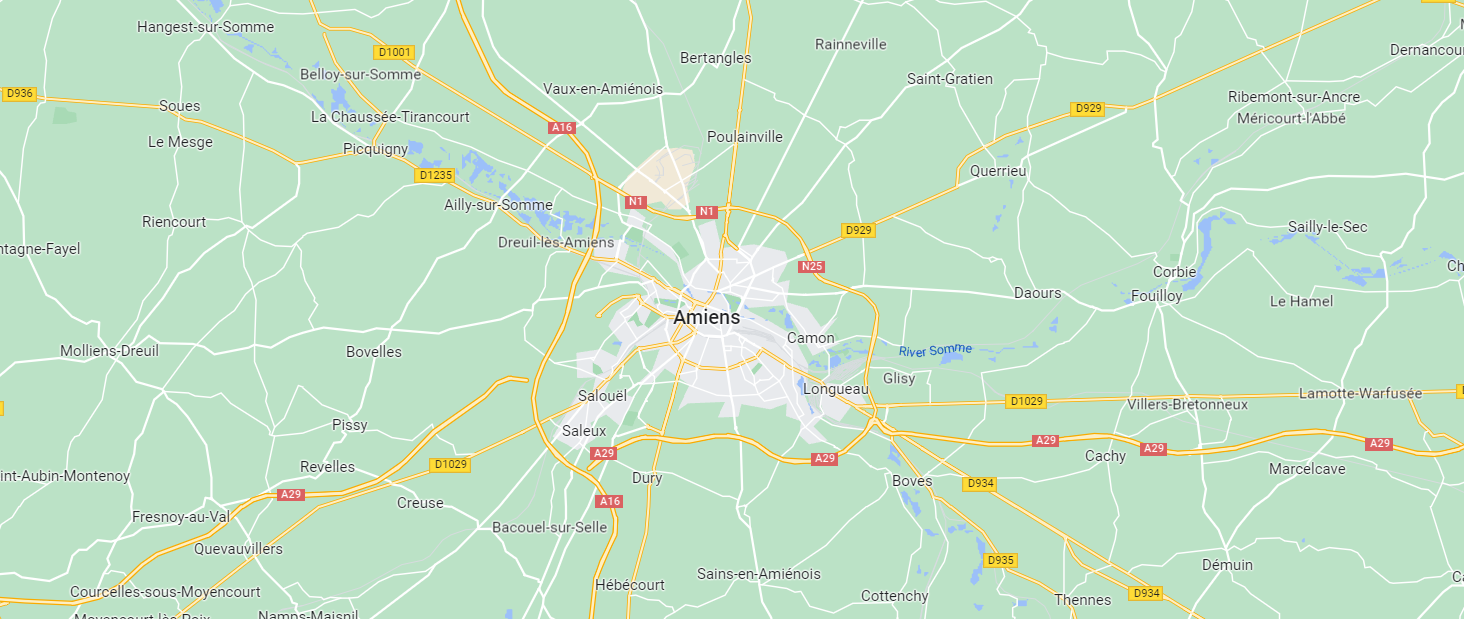 Hangest-sur-Somme
Rainneville
Dernancou
D1001
Bertangles
Belloy-sur-Somme
Saint-Gratien
Vaux-en-Amiénois
D936
Soues
Ribemont-sur-Ancre
D929
La Chaussée-Tirancourt
Méricourt-l'Abbé
A16
Poulainville
Le Mesge
Picquigny
Querrieu
D1235
Ailly-sur-Somme
N1
N1
Riencourt
Sailly-le-Sec
D929
Dreuil-lès-Amiens
ntagne-Fayel
N25
Corbie
Ch
Daours
Fouilloy
Le Hamel
Amiens
Camon
Molliens-Dreuil
Bovelles
River Somme
Glisy
Longueau
Lamotte-Warfusée
Salouël
D1029
Villers-Bretonneux
Pissy
Saleux
A29
A29
A29
A29
A29
Cachy
Revelles
D1029
Marcelcave
int-Aubin-Montenoy
Dury
Boves
D934
A29
Creuse
A16
Fresnoy-au-Val
Bacouel-sur-Selle
Quevauvillers
D935
Démuin
Sains-en-Amiénois
Hébécourt
Courcelles-sous-Moyencourt
D934
Cottenchy
Thennes
Namps-Maisnil